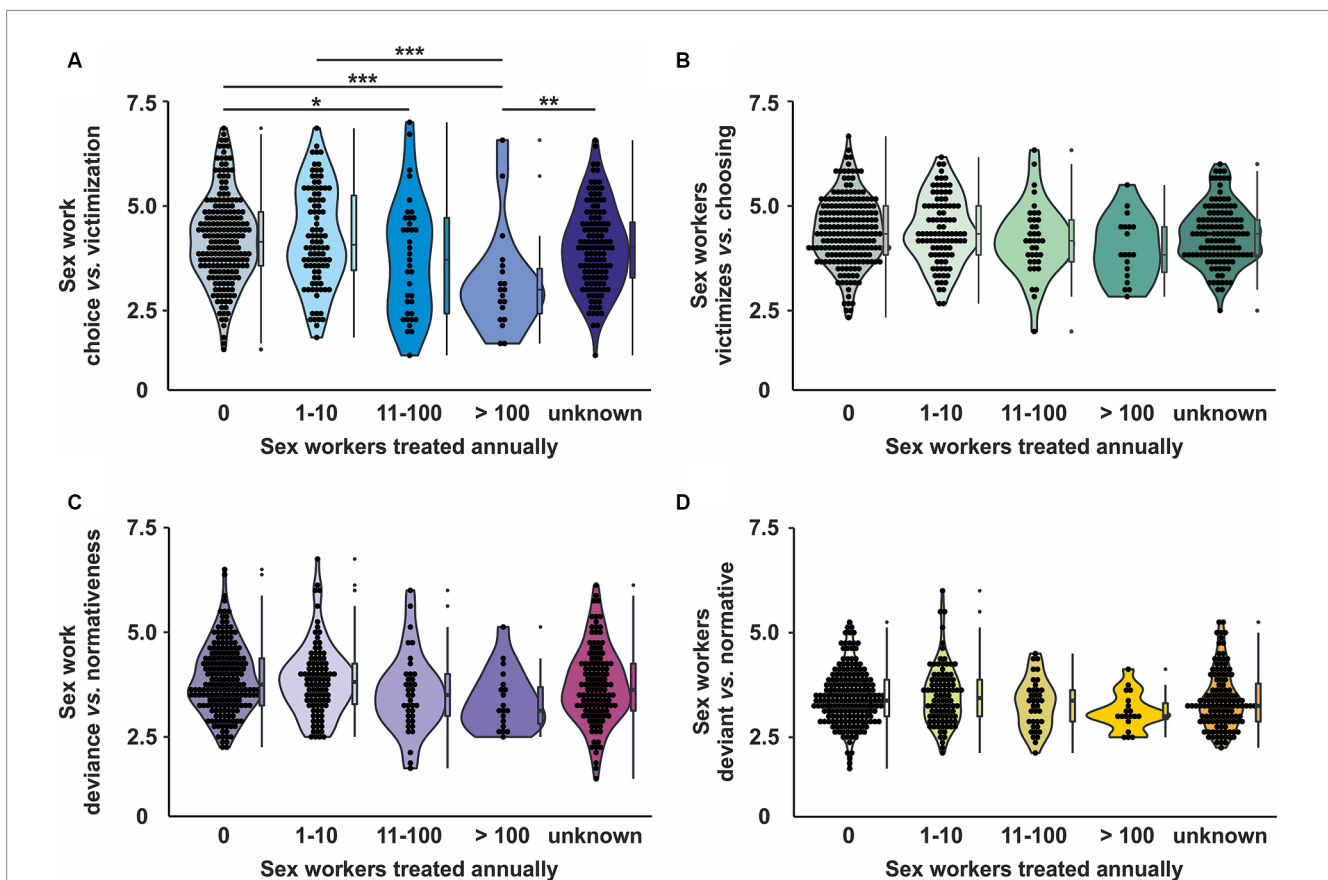 A
***
***
*
**
Sex work
choice vs. victimization
7.5
5.0
2.5
0
0 1-10 11-100 > 100 unknown
Sex workers treated annually
B
Sex workers
victimizes vs. choosing
7.5
5.0
2.5
0
0 1-10 11-100 > 100 unknown
Sex workers treated annually
C
Sex work
deviance vs. normativeness
7.5
5.0
2.5
0
0 1-10 11-100 > 100 unknown
Sex workers treated annually
D
Sex workers
deviant vs. normative
7.5
5.0
2.5
0
0 1-10 11-100 > 100 unknown
Sex workers treated annually